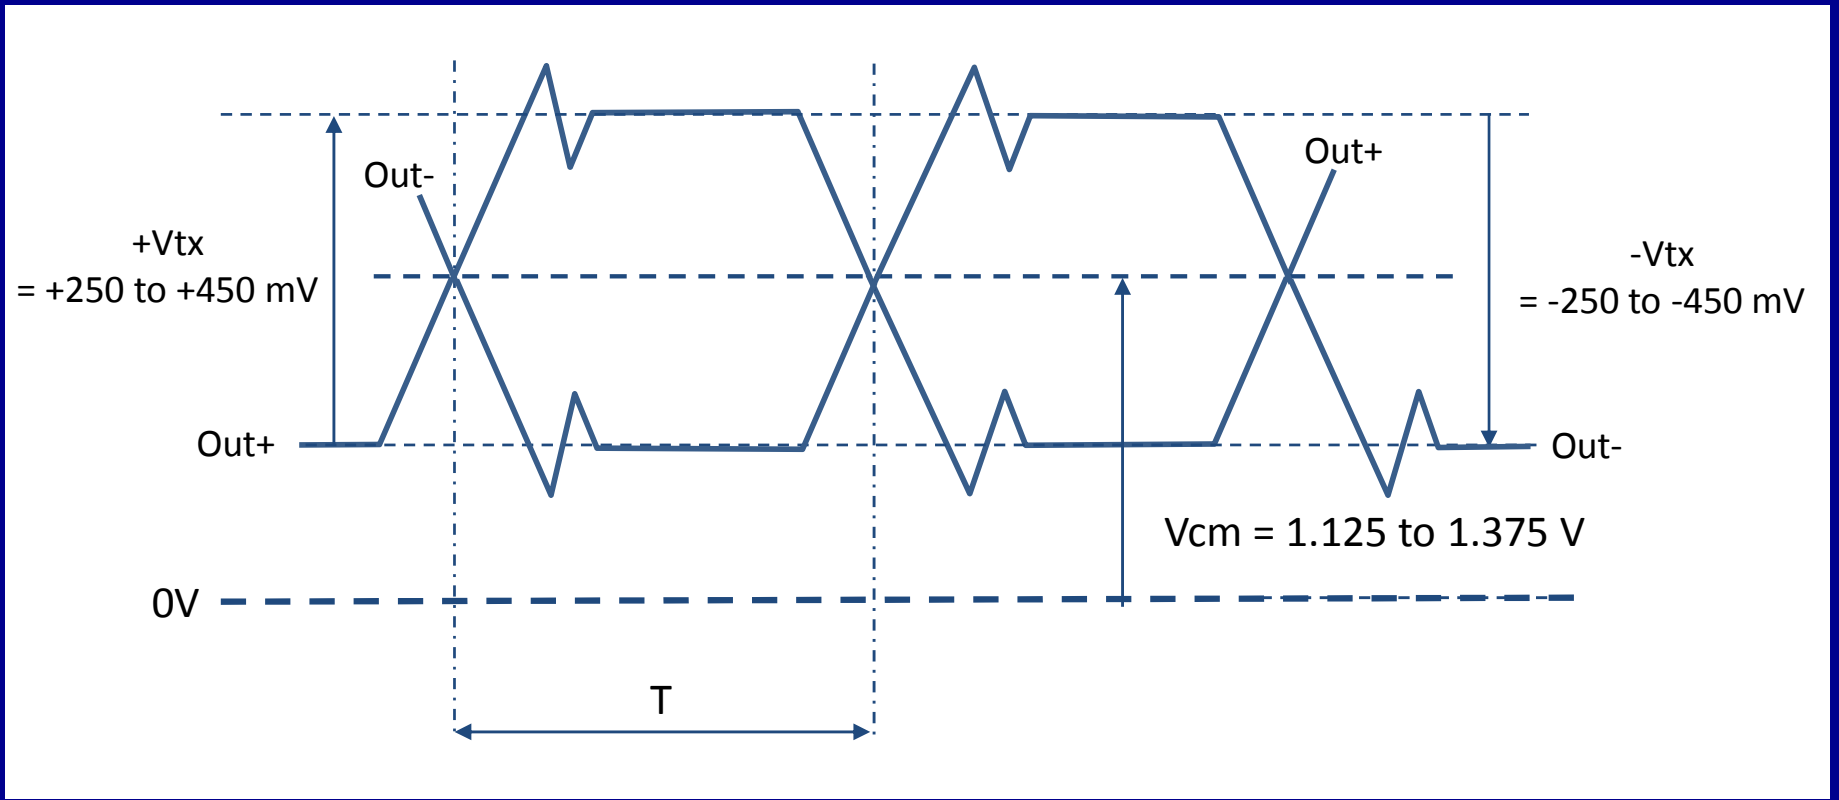 Out-
Out+
+Vtx
= +250 to +450 mV
-Vtx
= -250 to -450 mV
Out+
Out-
Vcm = 1.125 to 1.375 V
0V
T